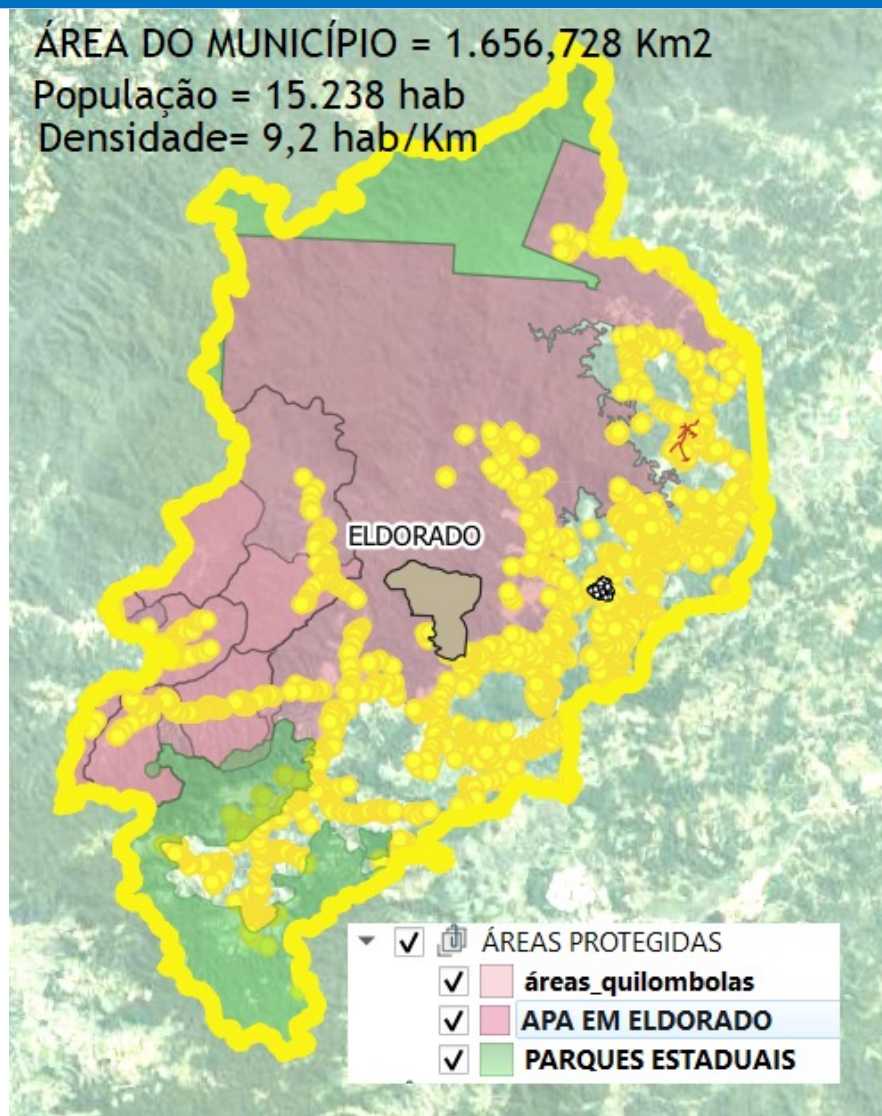 ÁREA DO MUNICÍPIO = 1.656,728 Km2
População = 15.238 hab
Densidade= 9,2 hab/Km
ELDORADO
ÁREAS PROTEGIDAS
áreas_quilombolas
APA EM ELDORADO
PARQUES ESTADUAIS